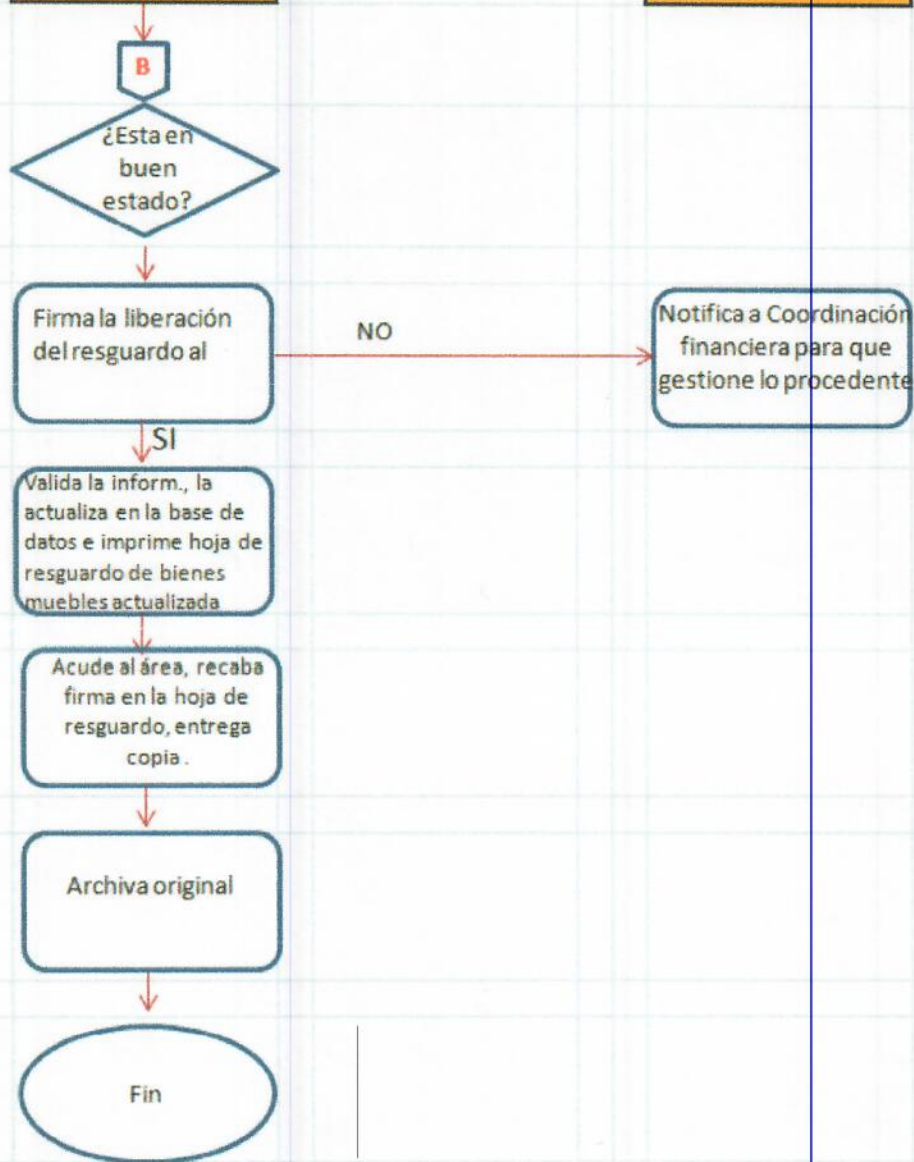 B
¿Esta en
buen
estado?
Firma la liberación
del resguardo al
NO
Notifica a Coordinación
financiera para que
gestione lo procedente
SI
Valida la inform., la
actualiza en la base de
datos e imprime hoja de
resguardo de bienes
muebles actualizada
Acude al área, recaba
firma en la hoja de
resguardo, entrega
copia .
Archiva original
Fin